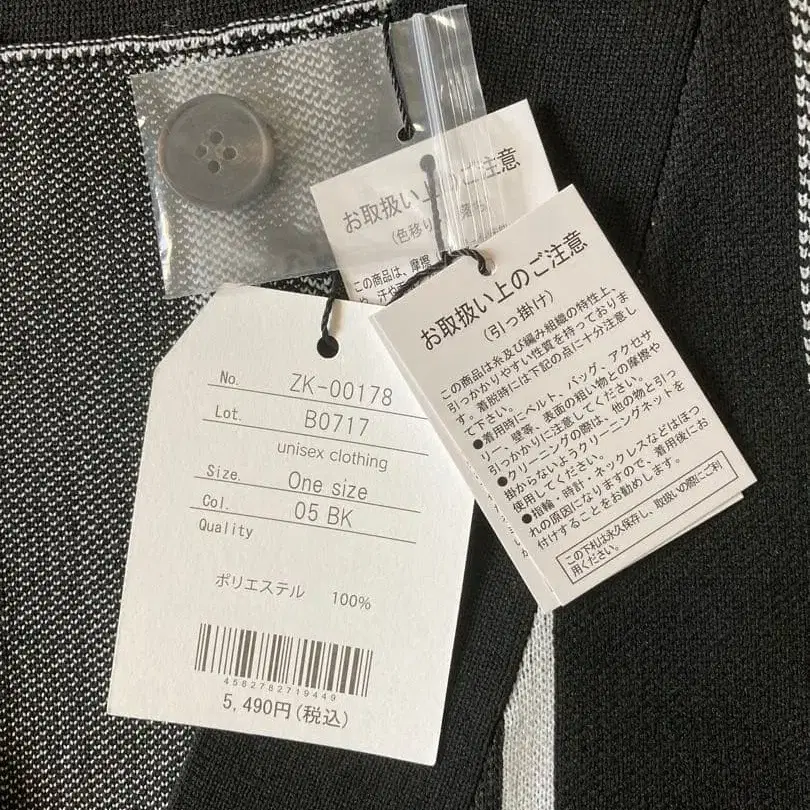 No. ZK-00178
Lot. B0717
unisex clothing
Size. One size
Col. 05 BK
Quality
ポリエステル 100%
4582782719449
5,490円(税込)
お取扱い上のご注意
(引っ掛け)
この商品は糸及び編み組織の特性上、
引っかかりやすい性質を持っておりま
す。着脱時には下記の点に十分注意し
て下さい。
●着用時にベルト、バッグ、アクセサ
リー、壁等、表面の粗い物との摩擦や
引っかかりに注意してください。
●クリーニングの際は、他の物と引っ
掛からないようクリーニングネットを
使用してください。
●指輪、時計、ネックレスなどはほつ
れの原因になりますので、着用後にお
付けすることをお勧めします。
この下札は永久保存し、取扱いの際にご利
用ください。
お取扱い上のご注意
(色移り
この商品は、摩擦